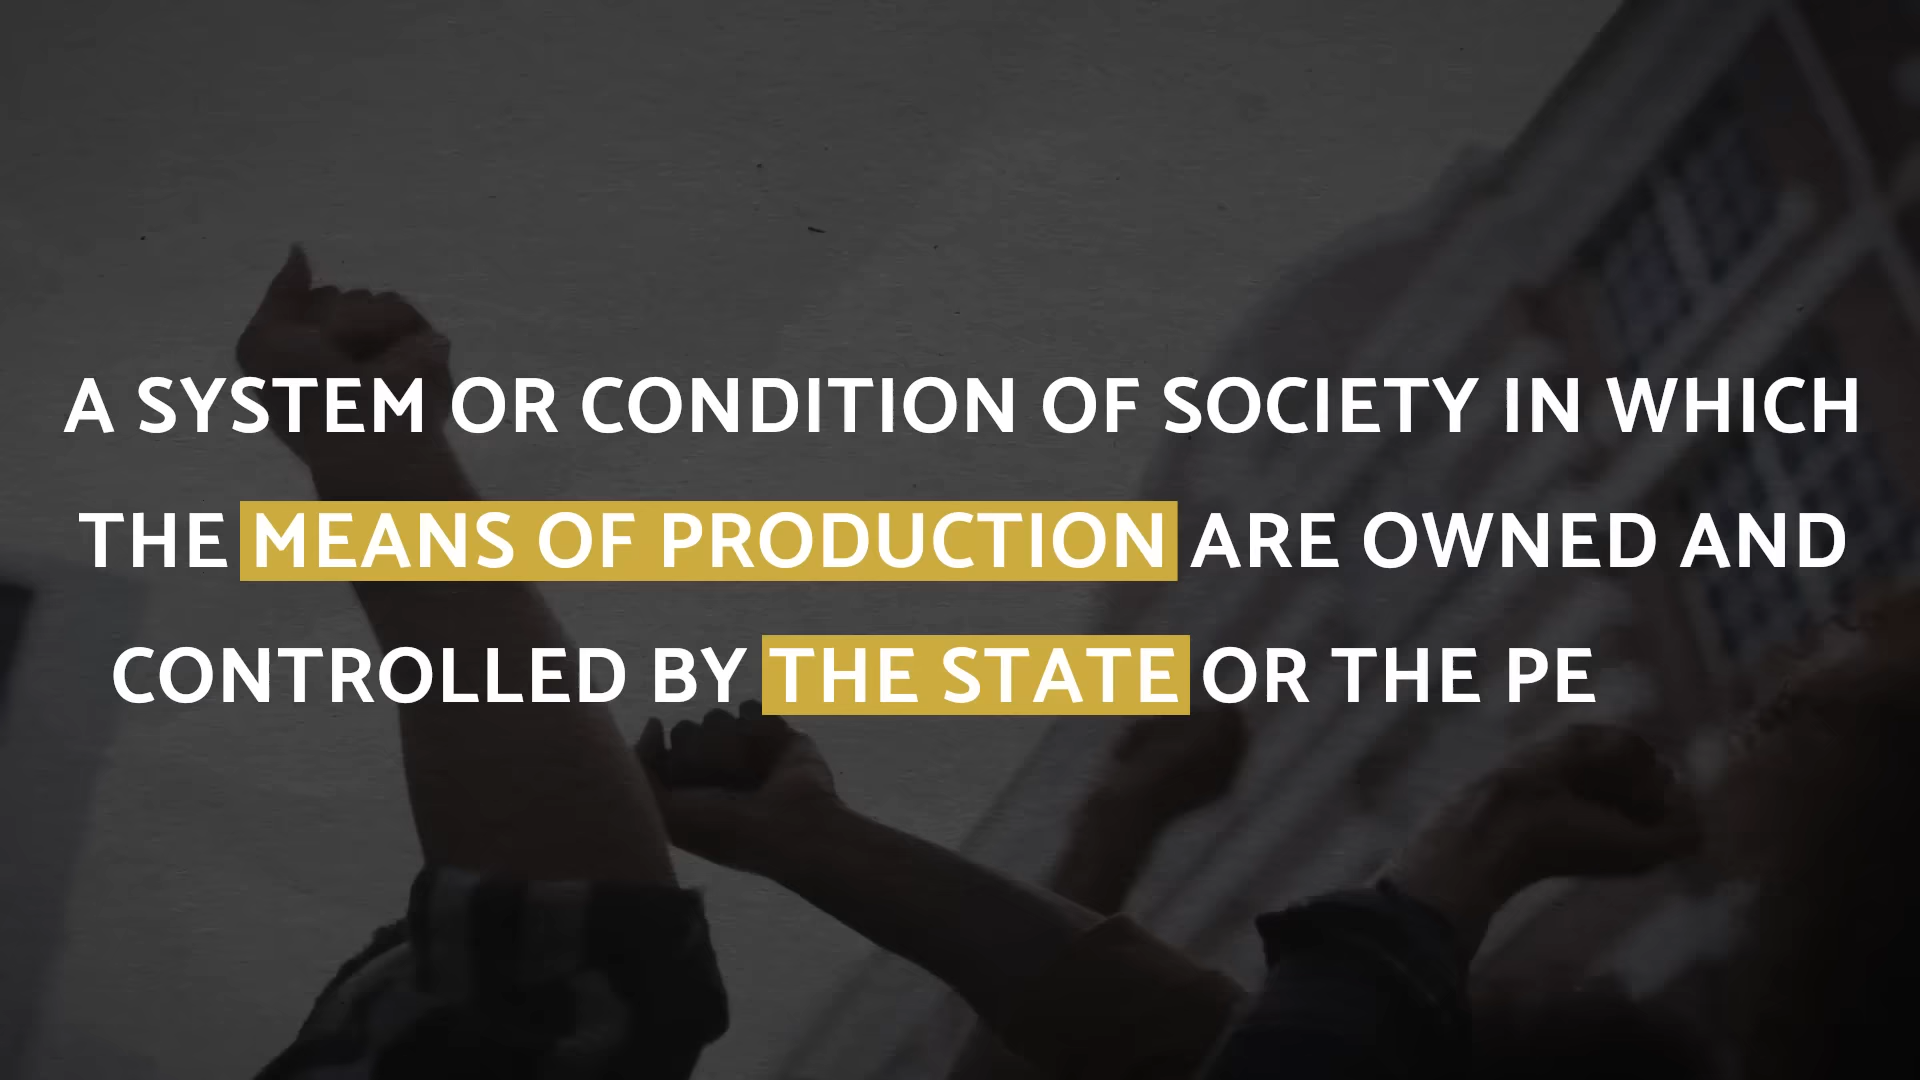 A SYSTEM OR CONDITION OF SOCIETY IN WHICH
THE MEANS OF PRODUCTION ARE OWNED AND
CONTROLLED BY THE STATE OR THE PE